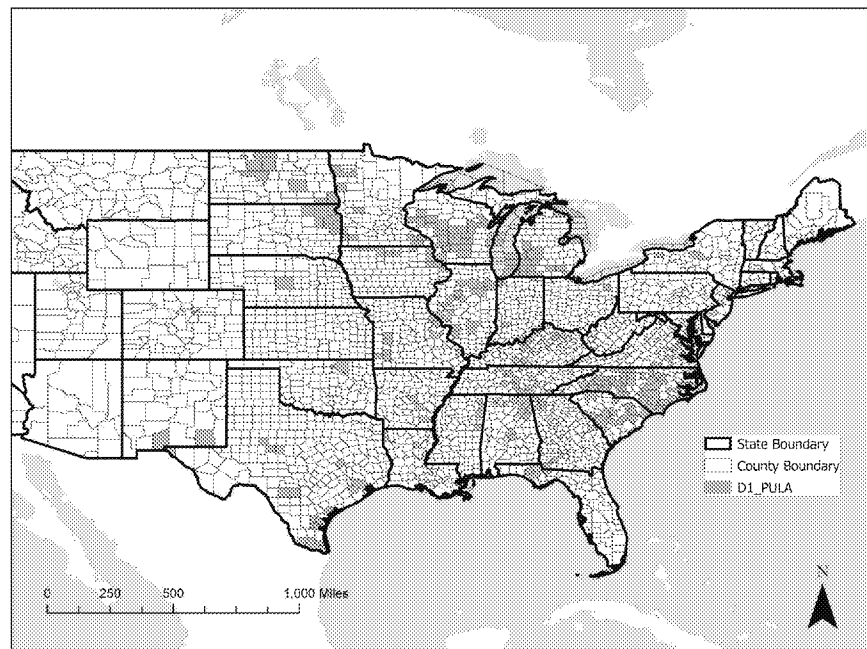 State Boundary
County Boundary
D1_PULA
0 250 500 1,000 Miles
N